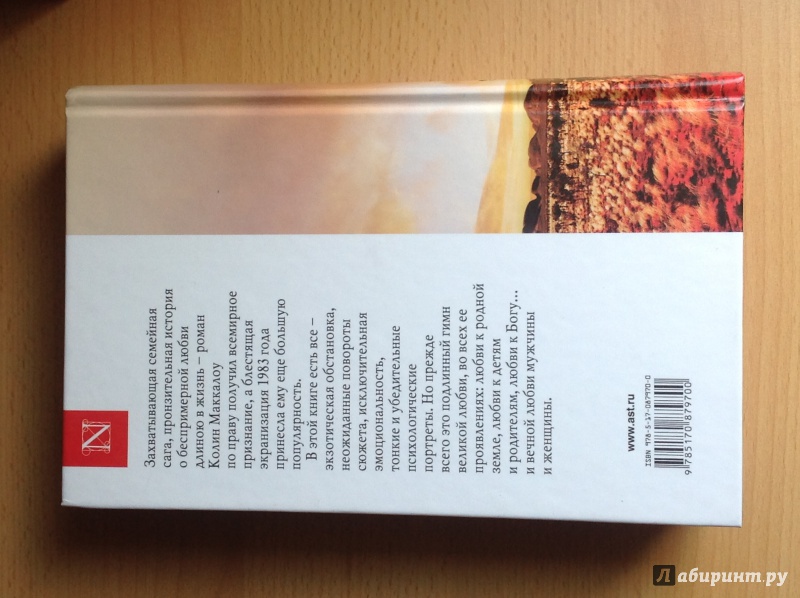 N
Захватывающая семейная
сага, пронзительная история
о беспримерной любви
длиною в жизнь – роман
Колин Маккалоу
по праву получил всемирное
признание, а блестящая
экранизация 1983 года
принесла ему еще большую
популярность.
В этой книге есть все –
экзотическая обстановка,
неожиданные повороты
сюжета, исключительная
эмоциональность,
тонкие и убедительные
психологические
портреты. Но прежде
всего это подлинный гимн
великой любви, во всех ее
проявлениях: любви к родной
земле, любви к детям
и родителям, любви к Богу...
и вечной любви мужчины
и женщины.
www.ast.ru
ISBN 978-5-17-087970-0
9785170879700
Лабиринт.ру